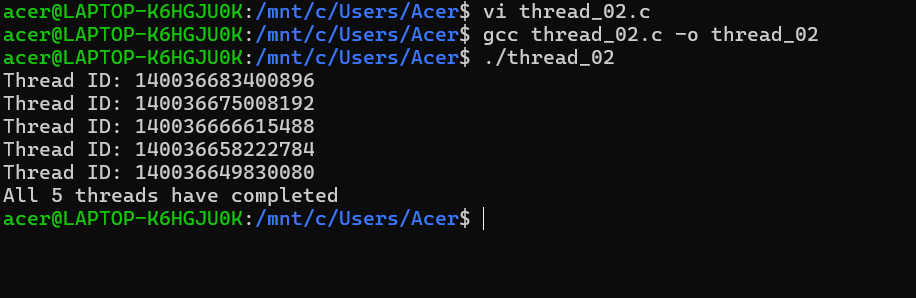 acer@LAPTOP-K6HGJU0K:/mnt/c/Users/Acer$ vi thread_02.c
acer@LAPTOP-K6HGJU0K:/mnt/c/Users/Acer$ gcc thread_02.c -o thread_02
acer@LAPTOP-K6HGJU0K:/mnt/c/Users/Acer$ ./thread_02
Thread ID: 140036683400896
Thread ID: 140036675008192
Thread ID: 140036666615488
Thread ID: 140036658222784
Thread ID: 140036649830080
All 5 threads have completed
acer@LAPTOP-K6HGJU0K:/mnt/c/Users/Acer$